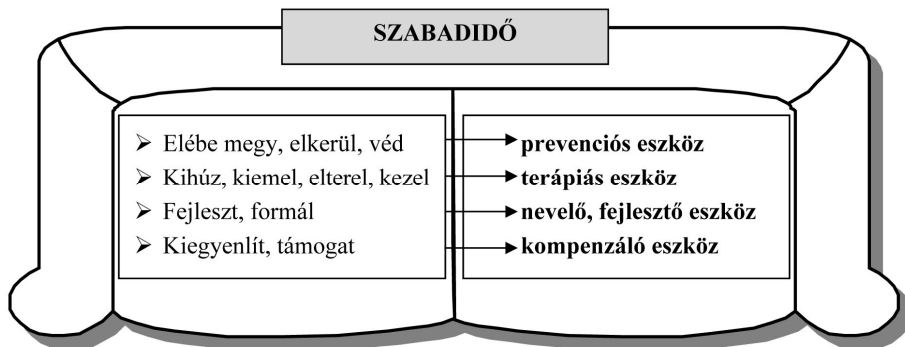 SZABADIDŐ
➢ Elébe megy, elkerül, véd
prevenciós eszköz
➢ Kihúz, kiemel, elterel, kezel
terápiás eszköz
➢ Fejleszt, formál
nevelő, fejlesztő eszköz
➢ Kiegyenlít, támogat
kompenzáló eszköz